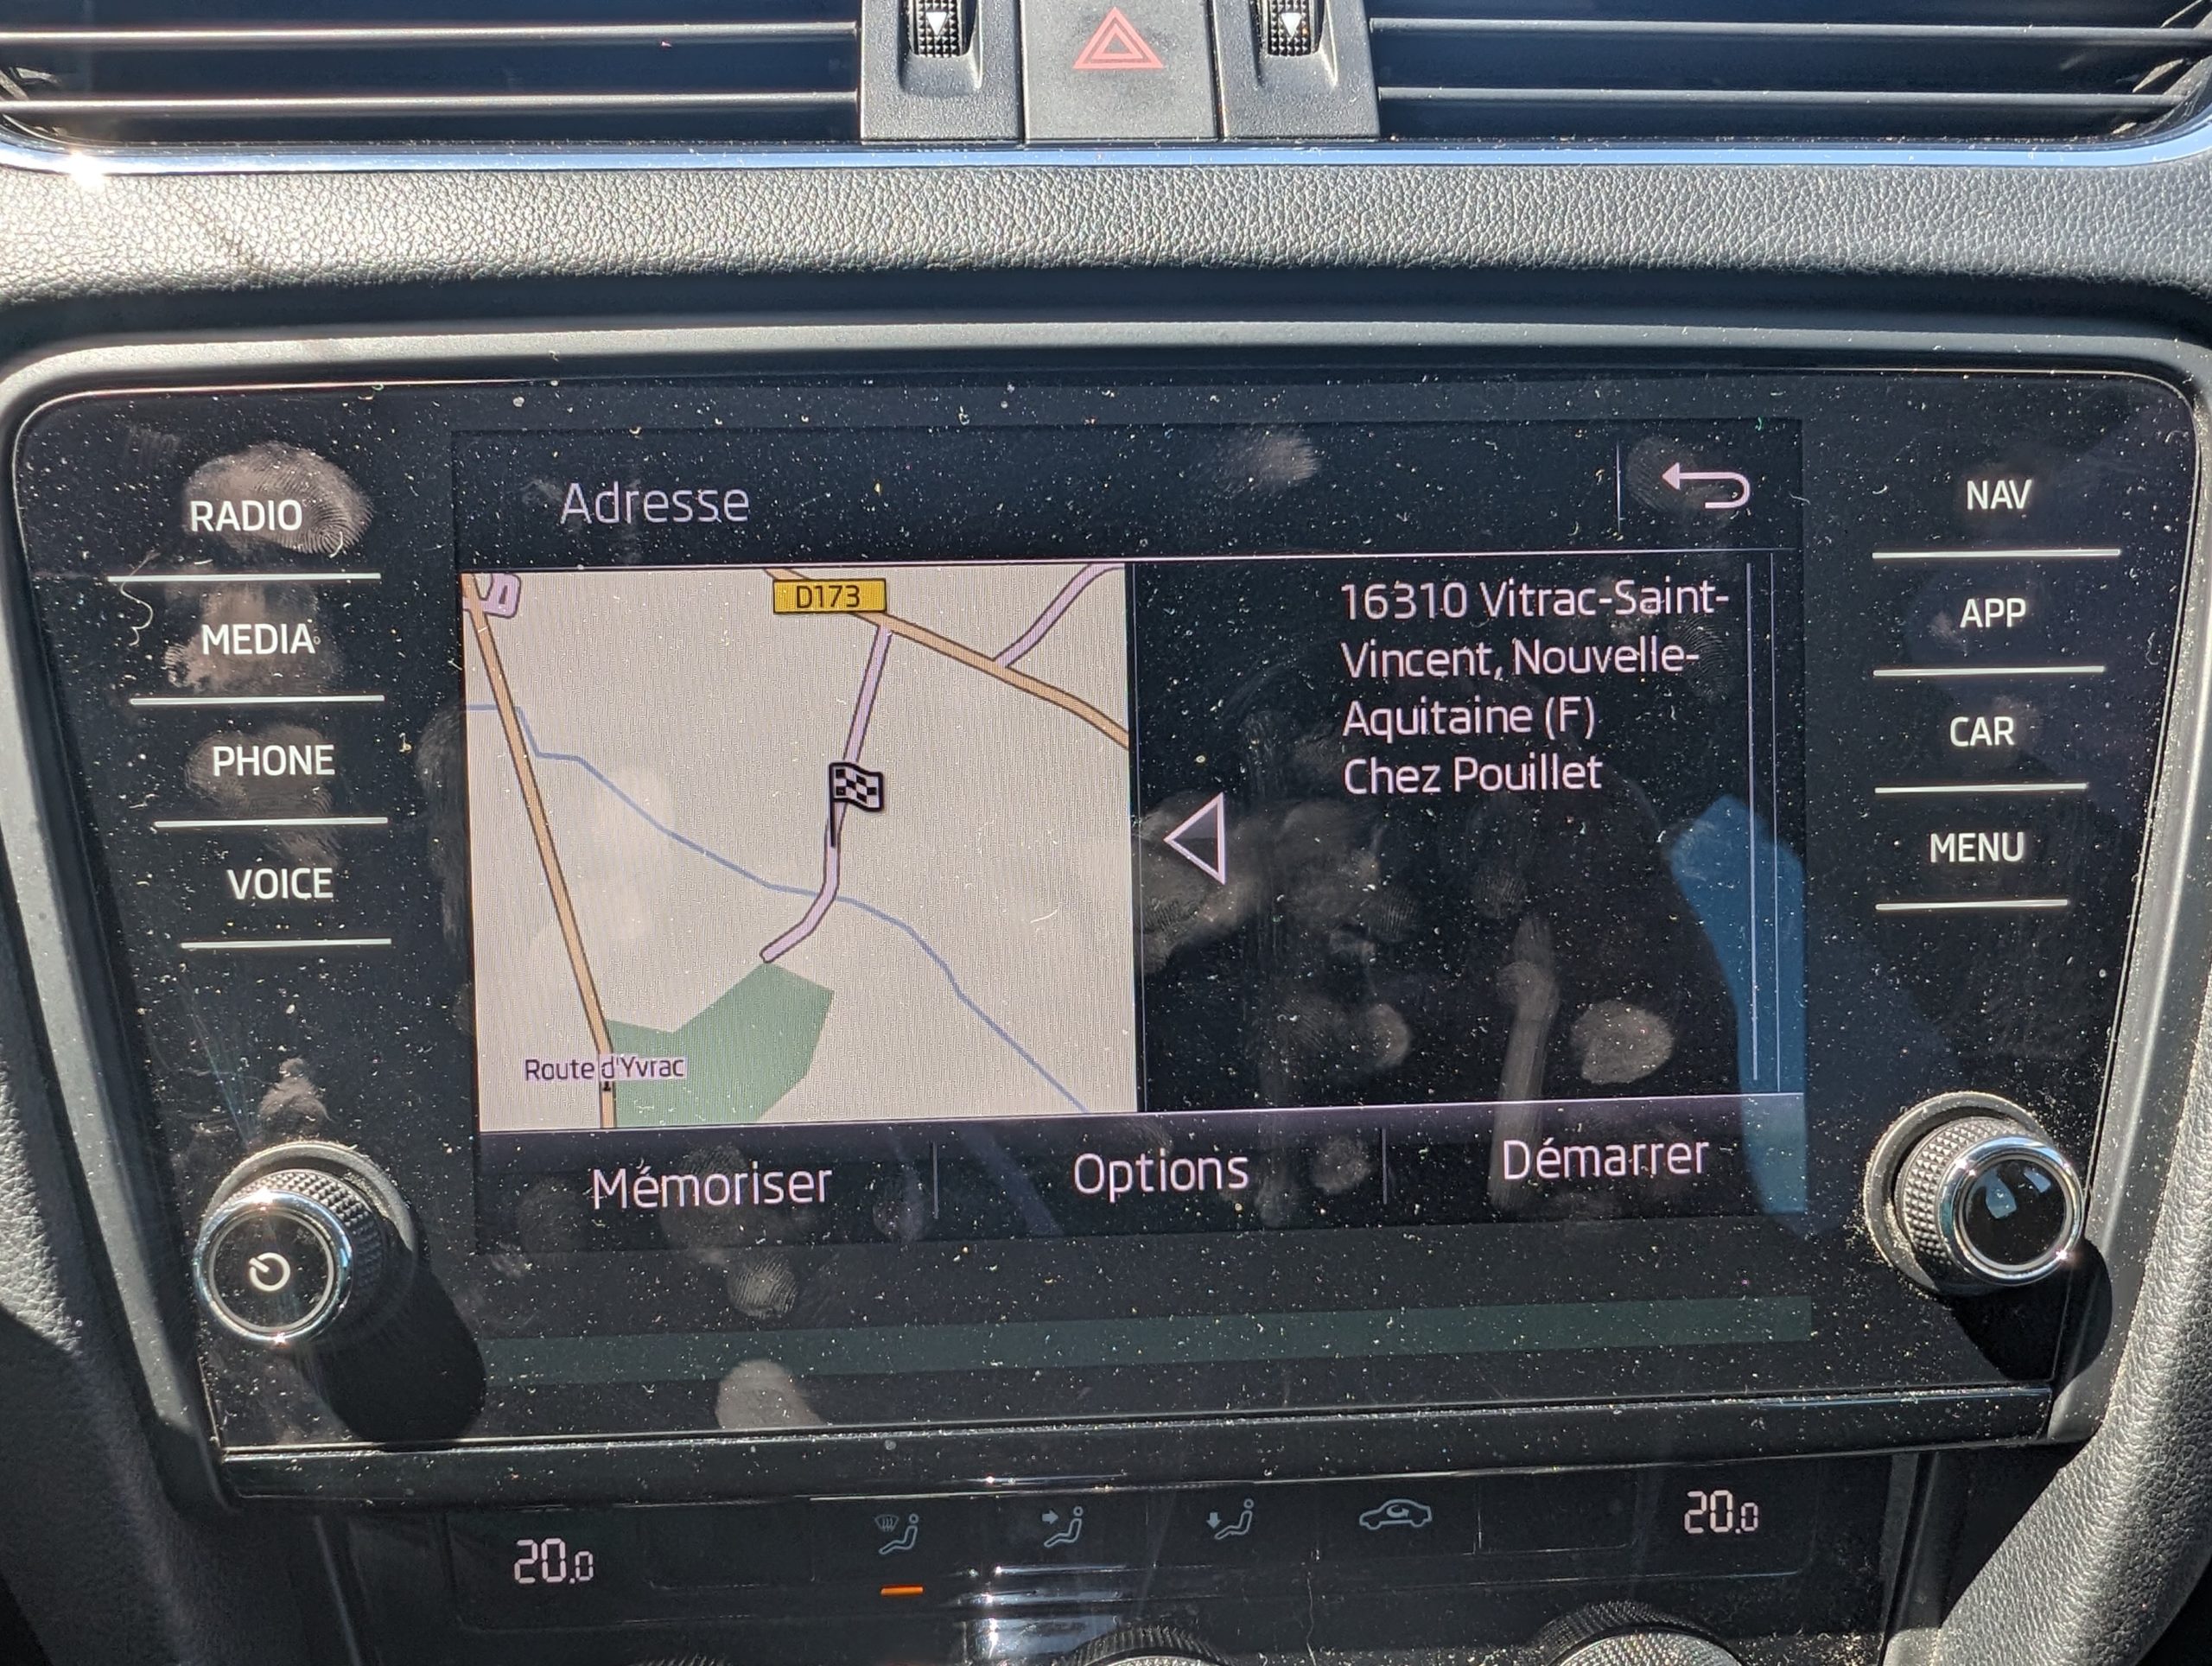 Adresse
RADIO
MEDIA
PHONE
VOICE
NAV
APP
CAR
MENU
D173
Route d'Yvrac
16310 Vitrac-Saint-
Vincent, Nouvelle-
Aquitaine (F)
Chez Pouillet
Mémoriser
Options
Démarrer
20.0
20.0